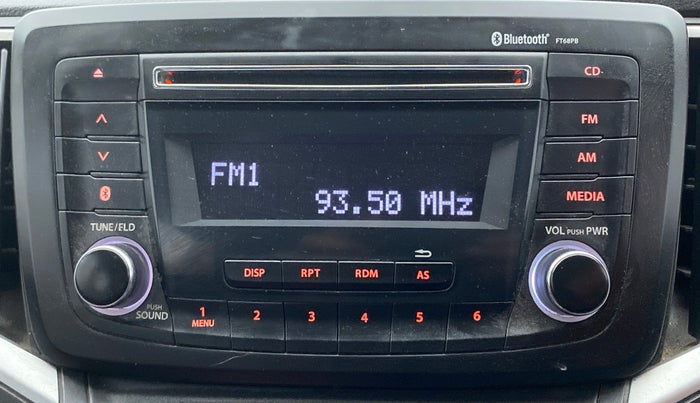 Bluetooth® FT68PB
CD
FM
AM
MEDIA
FM1
93.50 MHz
TUNE/FLD
VOL PUSH PWR
DISP RPT RDM AS
PUSH
SOUND
1 2 3 4 5 6
MENU